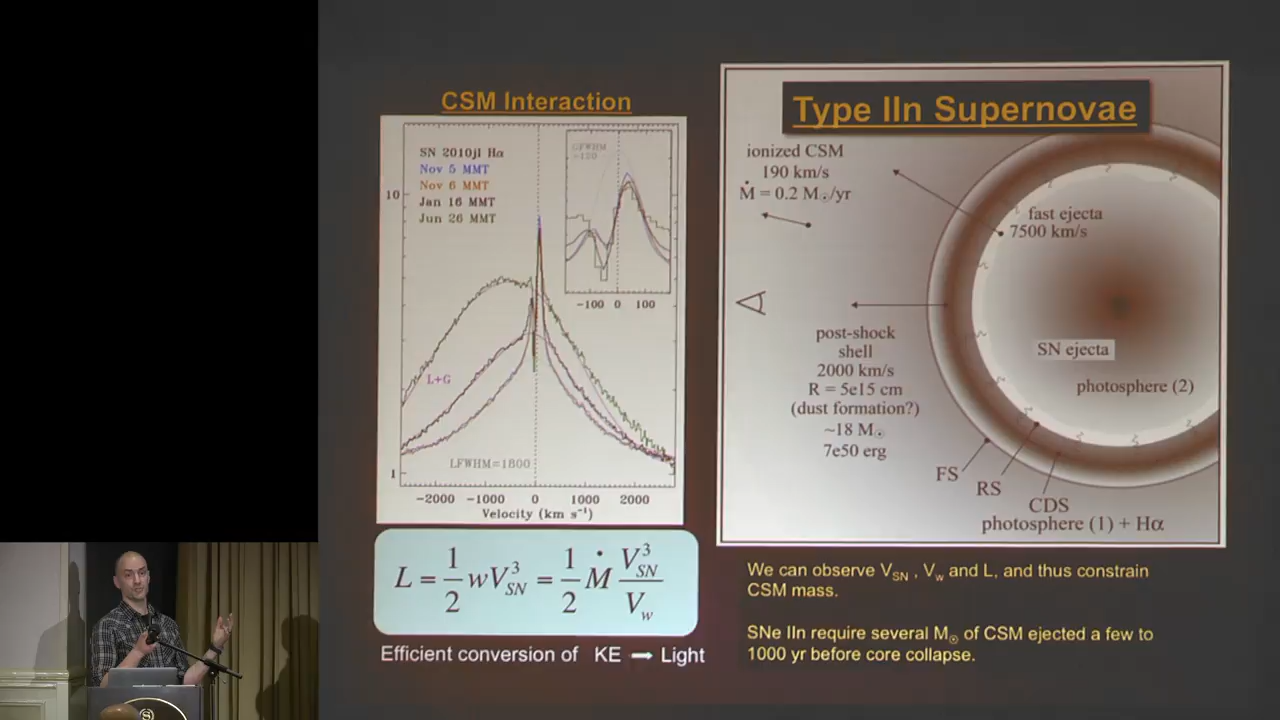 CSM Interaction
SN 2010jl Hα
Nov 5 MMT
Nov 6 MMT
Jan 16 MMT
Jun 26 MMT
GFWHM
=120
10
-100 0 100
L+G
LFWHM=1800
1
-2000 -1000 0 1000 2000
Velocity (km s⁻¹)
L = 1/2 wV³_SN = 1/2 Ṁ V³_SN/V_w
Efficient conversion of KE → Light
Type IIn Supernovae
ionized CSM
190 km/s
Ṁ = 0.2 M☉/yr
fast ejecta
7500 km/s
post-shock
shell
2000 km/s
R = 5e15 cm
(dust formation?)
~18 M☉
7e50 erg
SN ejecta
photosphere (2)
FS
RS
CDS
photosphere (1) + Hα
We can observe V_SN , V_w and L, and thus constrain
CSM mass.
SNe IIn require several M☉ of CSM ejected a few to
1000 yr before core collapse.
S